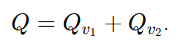 Q = Q_{v_1} + Q_{v_2}.